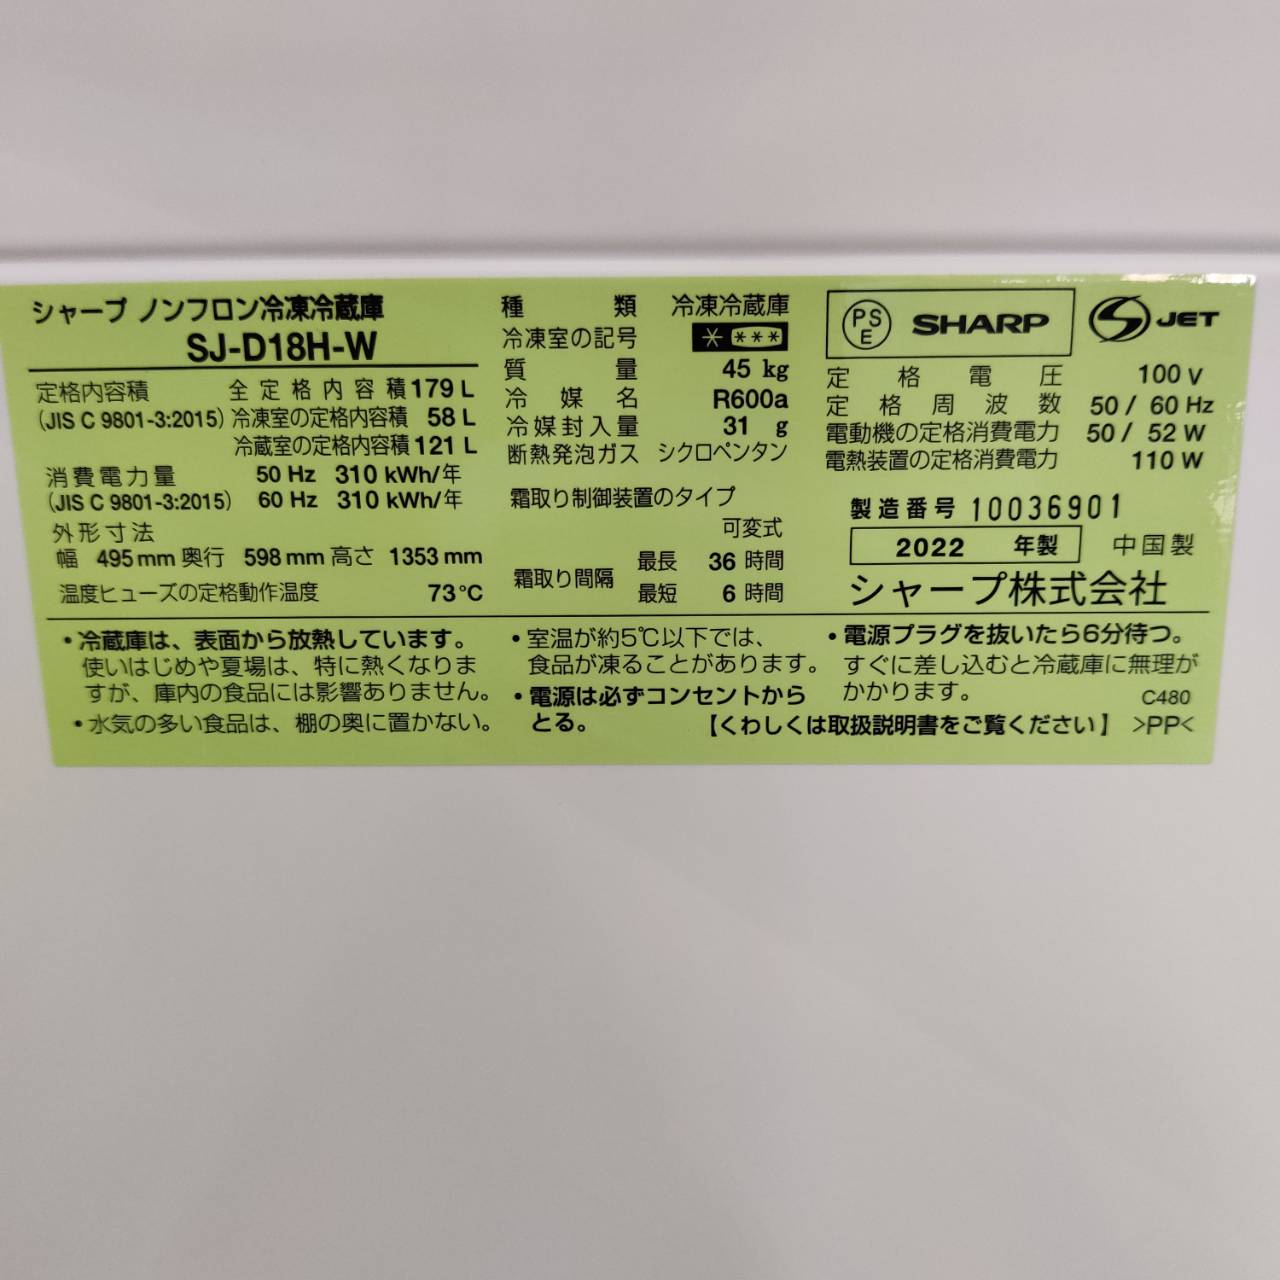 シャープ ノンフロン冷凍冷蔵庫
SJ-D18H-W
定格内容積 全定格内容積 179 L
(JIS C 9801-3:2015) 冷凍室の定格内容積 58 L
冷蔵室の定格内容積 121 L
消費電力量 50 Hz 310 kWh/年
(JIS C 9801-3:2015) 60 Hz 310 kWh/年
外形寸法
幅 495 mm 奥行 598 mm 高さ 1353 mm
温度ヒューズの定格動作温度 73℃
種類 冷凍冷蔵庫
冷凍室の記号 * ***
質量 45 kg
冷媒名 R600a
冷媒封入量 31 g
断熱発泡ガス シクロペンタン
霜取り制御装置のタイプ
可変式
霜取り間隔 最長 36 時間
最短 6 時間
PSE SHARP S JET
定格電圧 100 V
定格周波数 50 / 60 Hz
電動機の定格消費電力 50 / 52 W
電熱装置の定格消費電力 110 W
製造番号 10036901
2022 年製 中国製
シャープ株式会社
・冷蔵庫は、表面から放熱しています。
使いはじめや夏場は、特に熱くなりま
すが、庫内の食品には影響ありません。
・水気の多い食品は、棚の奥に置かない。
・室温が約5℃以下では、
食品が凍ることがあります。
・電源は必ずコンセントから
とる。
・電源プラグを抜いたら6分待つ。
すぐに差し込むと冷蔵庫に無理が
かかります。 C480
【くわしくは取扱説明書をご覧ください】 >PP<